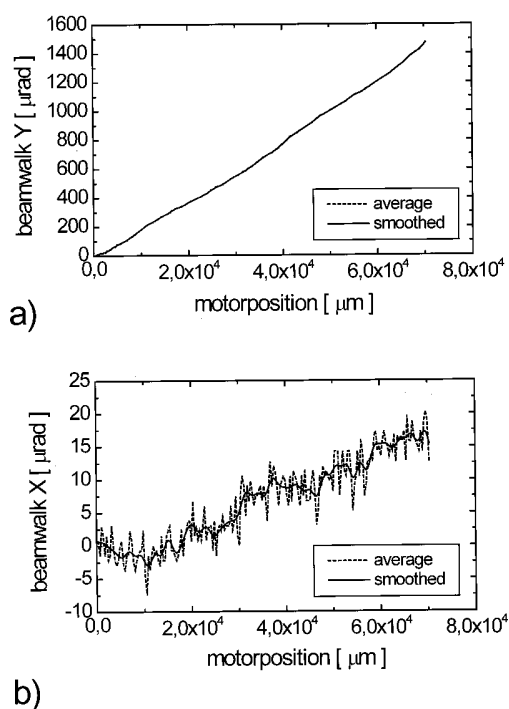 1600
1400
1200
1000
800
600
400
200
0
beamwalk Y [ µrad]
average
smoothed
0,0 2,0x10⁴ 4,0x10⁴ 6,0x10⁴ 8,0x10⁴
motorposition [ µm]
a)
25
20
15
10
5
0
-5
-10
beamwalk X [ µrad]
average
smoothed
0,0 2,0x10⁴ 4,0x10⁴ 6,0x10⁴ 8,0x10⁴
motorposition [ µm]
b)